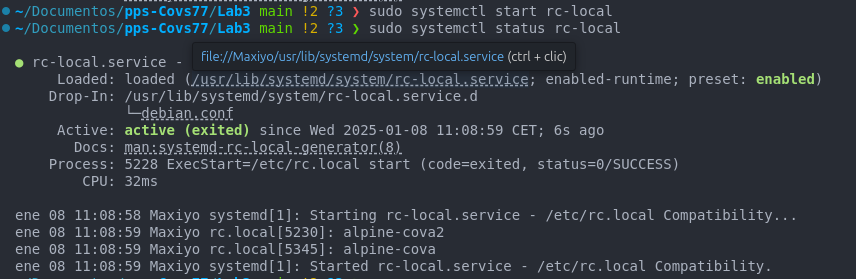 ~/Documentos/pps-Covs77/Lab3 main !2 ?3 ❯ sudo systemctl start rc-local
~/Documentos/pps-Covs77/Lab3 main !2 ?3 ❯ sudo systemctl status rc-local
file://Maxiyo/usr/lib/systemd/system/rc-local.service (ctrl + clic)
● rc-local.service -
Loaded: loaded (/usr/lib/systemd/system/rc-local.service; enabled-runtime; preset: enabled)
Drop-In: /usr/lib/systemd/system/rc-local.service.d
└─debian.conf
Active: active (exited) since Wed 2025-01-08 11:08:59 CET; 6s ago
Docs: man:systemd-rc-local-generator(8)
Process: 5228 ExecStart=/etc/rc.local start (code=exited, status=0/SUCCESS)
CPU: 32ms
ene 08 11:08:58 Maxiyo systemd[1]: Starting rc-local.service - /etc/rc.local Compatibility...
ene 08 11:08:59 Maxiyo rc.local[5230]: alpine-cova2
ene 08 11:08:59 Maxiyo rc.local[5345]: alpine-cova
ene 08 11:08:59 Maxiyo systemd[1]: Started rc-local.service - /etc/rc.local Compatibility.